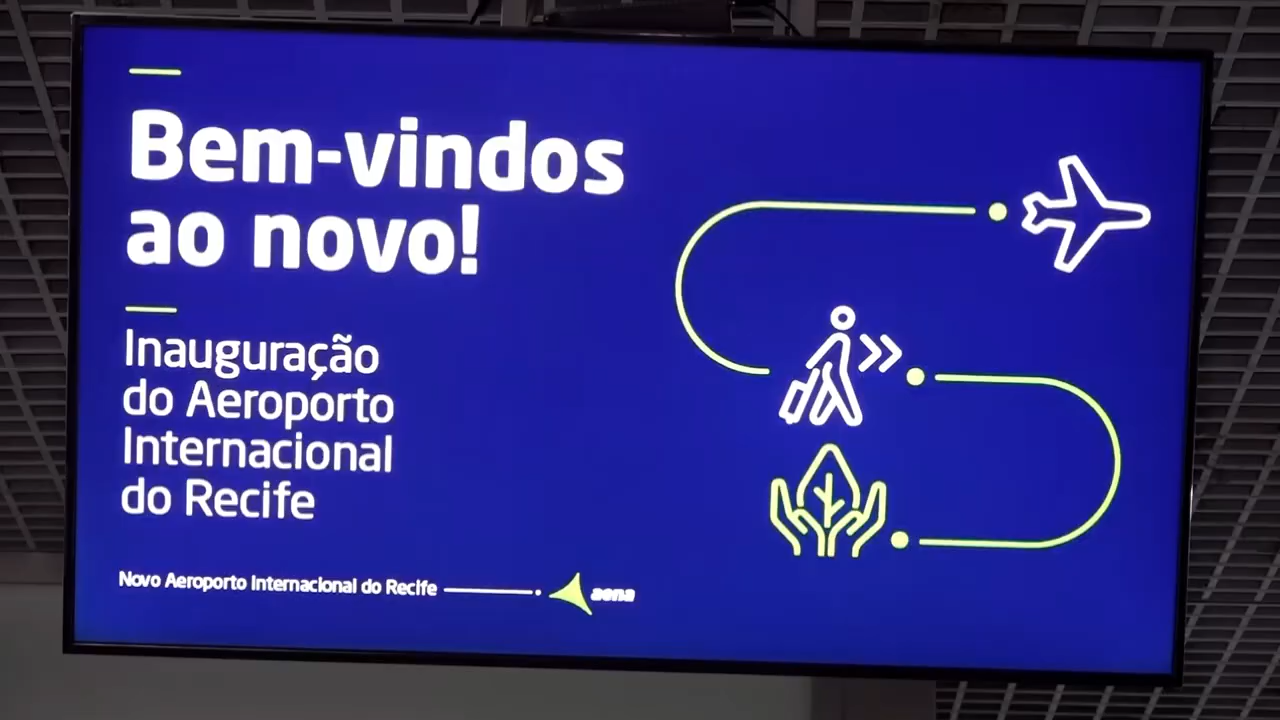 Bem-vindos
ao novo!
Inauguração
do Aeroporto
Internacional
do Recife
Novo Aeroporto Internacional do Recife
aena